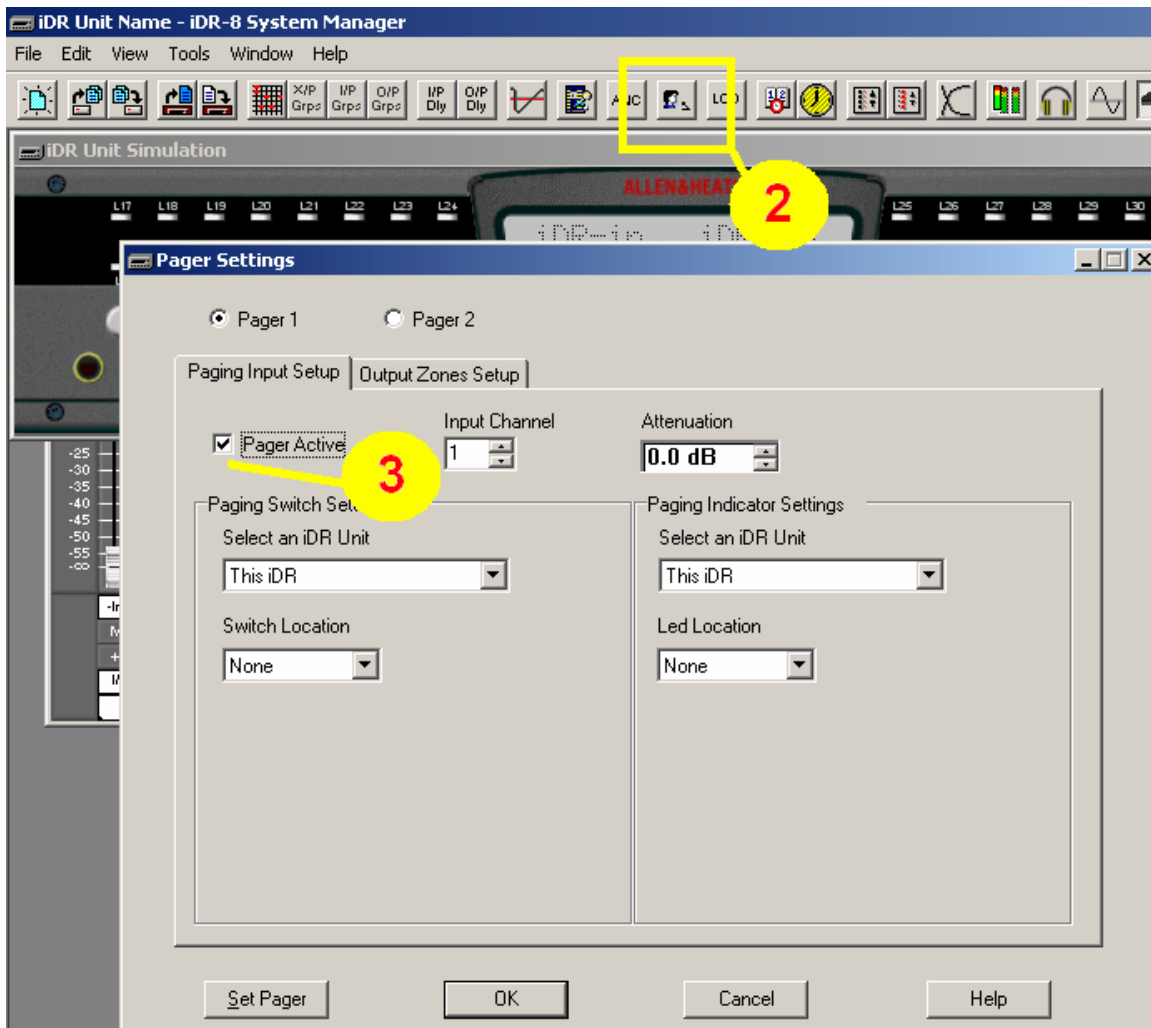 iDR Unit Name - iDR-8 System Manager
File Edit View Tools Window Help
X/P Grps I/P Grps O/P Grps I/P Dly O/P Dly
2
iDR Unit Simulation
ALLEN&HEAT
L17 L18 L19 L20 L21 L22 L23 L24 L25 L26 L27 L28 L29 L30
iDR-in
Pager Settings
Pager 1 Pager 2
Paging Input Setup Output Zones Setup
Pager Active Input Channel Attenuation
1 0.0 dB
3
Paging Switch Paging Indicator Settings
Select an iDR Unit Select an iDR Unit
This iDR This iDR
Switch Location Led Location
None None
-25
-30
-35
-40
-45
-50
-55
-∞
Set Pager OK Cancel Help